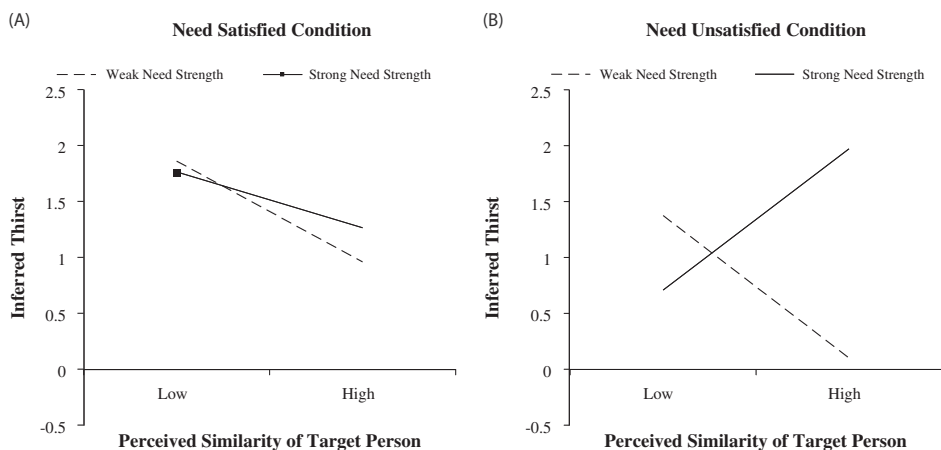 (A)
Need Satisfied Condition
Weak Need Strength
Strong Need Strength
2.5
2
1.5
1
0.5
0
-0.5
Inferred Thirst
Low
High
Perceived Similarity of Target Person
(B)
Need Unsatisfied Condition
Weak Need Strength
Strong Need Strength
2.5
2
1.5
1
0.5
0
-0.5
Inferred Thirst
Low
High
Perceived Similarity of Target Person